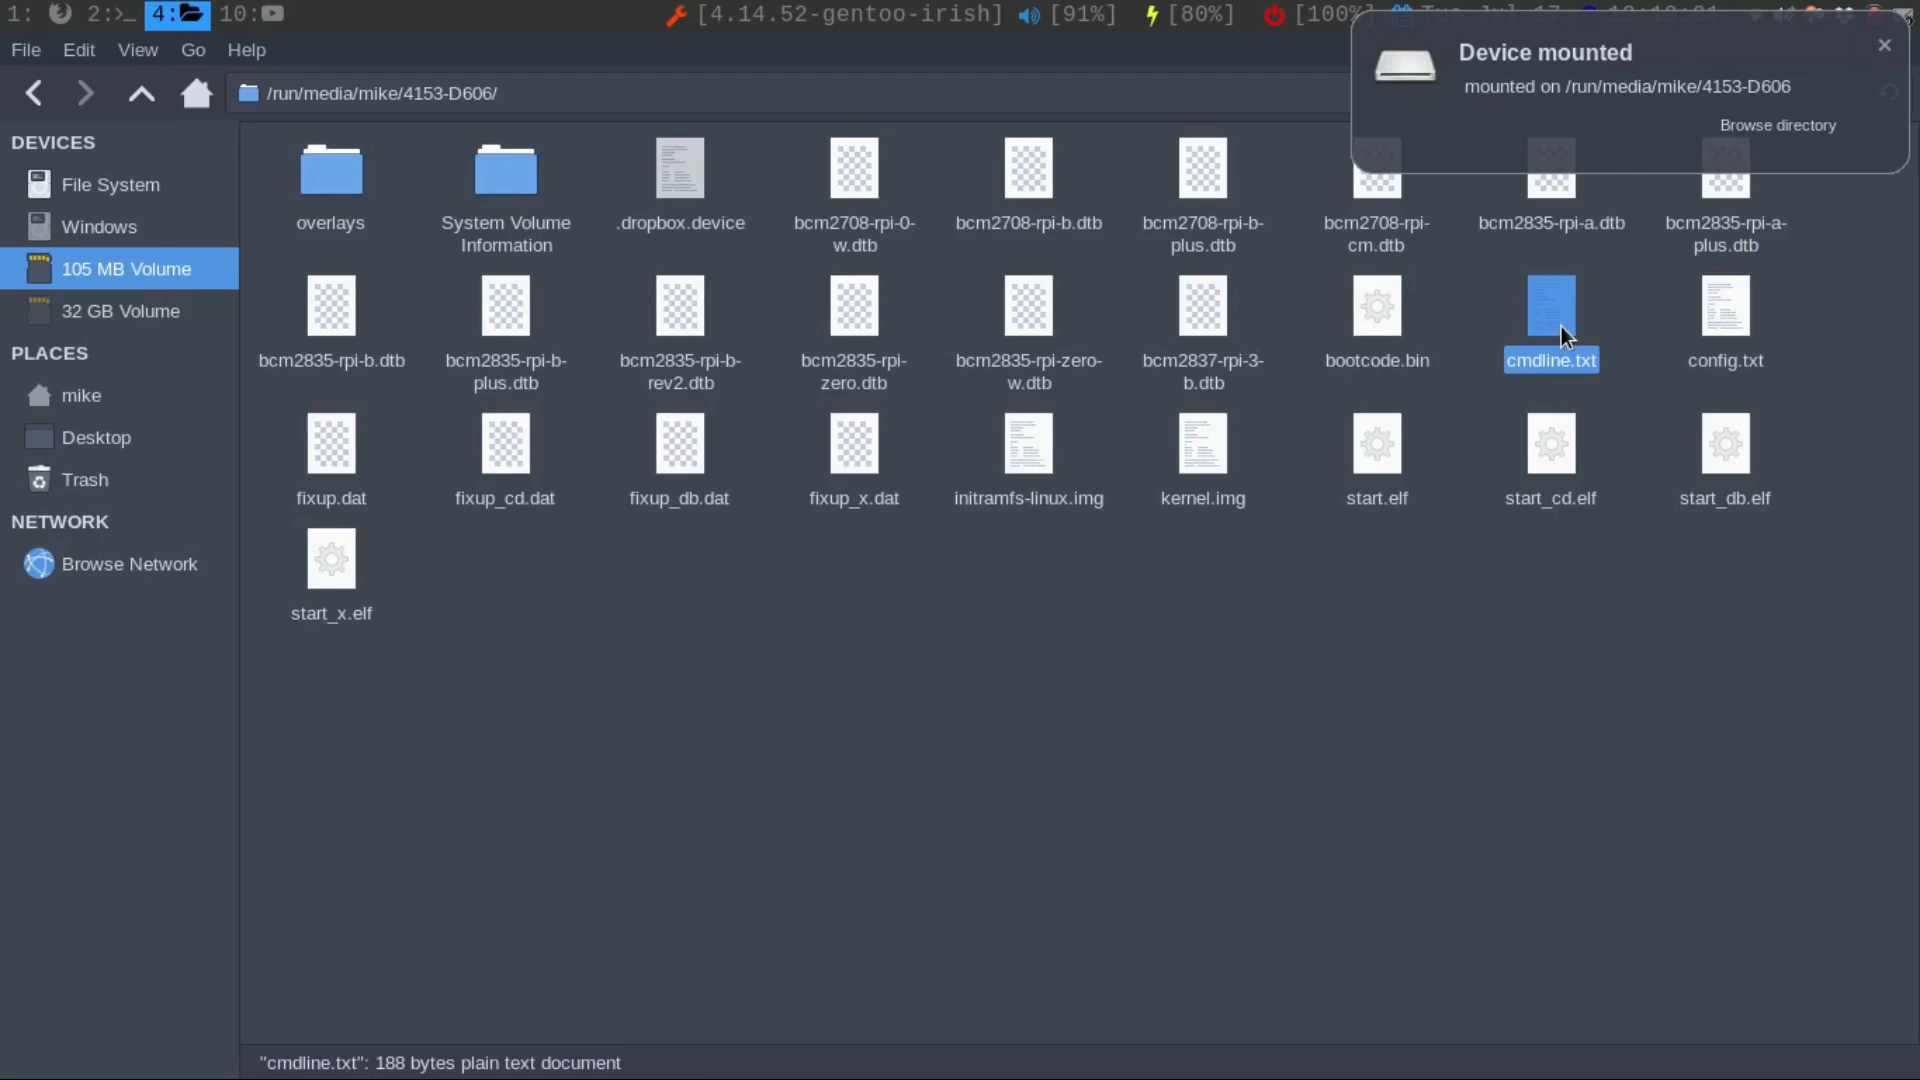 1: 2:>_ 4: 10: [4.14.52-gentoo-irish] [91%] [80%] [100%]
File Edit View Go Help
Device mounted
mounted on /run/media/mike/4153-D606
Browse directory
/run/media/mike/4153-D606/
DEVICES
File System
Windows
105 MB Volume
32 GB Volume
PLACES
mike
Desktop
Trash
NETWORK
Browse Network
overlays
System Volume
Information
.dropbox.device
bcm2708-rpi-0-
w.dtb
bcm2708-rpi-b.dtb
bcm2708-rpi-b-
plus.dtb
bcm2708-rpi-
cm.dtb
bcm2835-rpi-a.dtb
bcm2835-rpi-a-
plus.dtb
bcm2835-rpi-b.dtb
bcm2835-rpi-b-
plus.dtb
bcm2835-rpi-b-
rev2.dtb
bcm2835-rpi-
zero.dtb
bcm2835-rpi-zero-
w.dtb
bcm2837-rpi-3-
b.dtb
bootcode.bin
cmdline.txt
config.txt
fixup.dat
fixup_cd.dat
fixup_db.dat
fixup_x.dat
initramfs-linux.img
kernel.img
start.elf
start_cd.elf
start_db.elf
start_x.elf
"cmdline.txt": 188 bytes plain text document